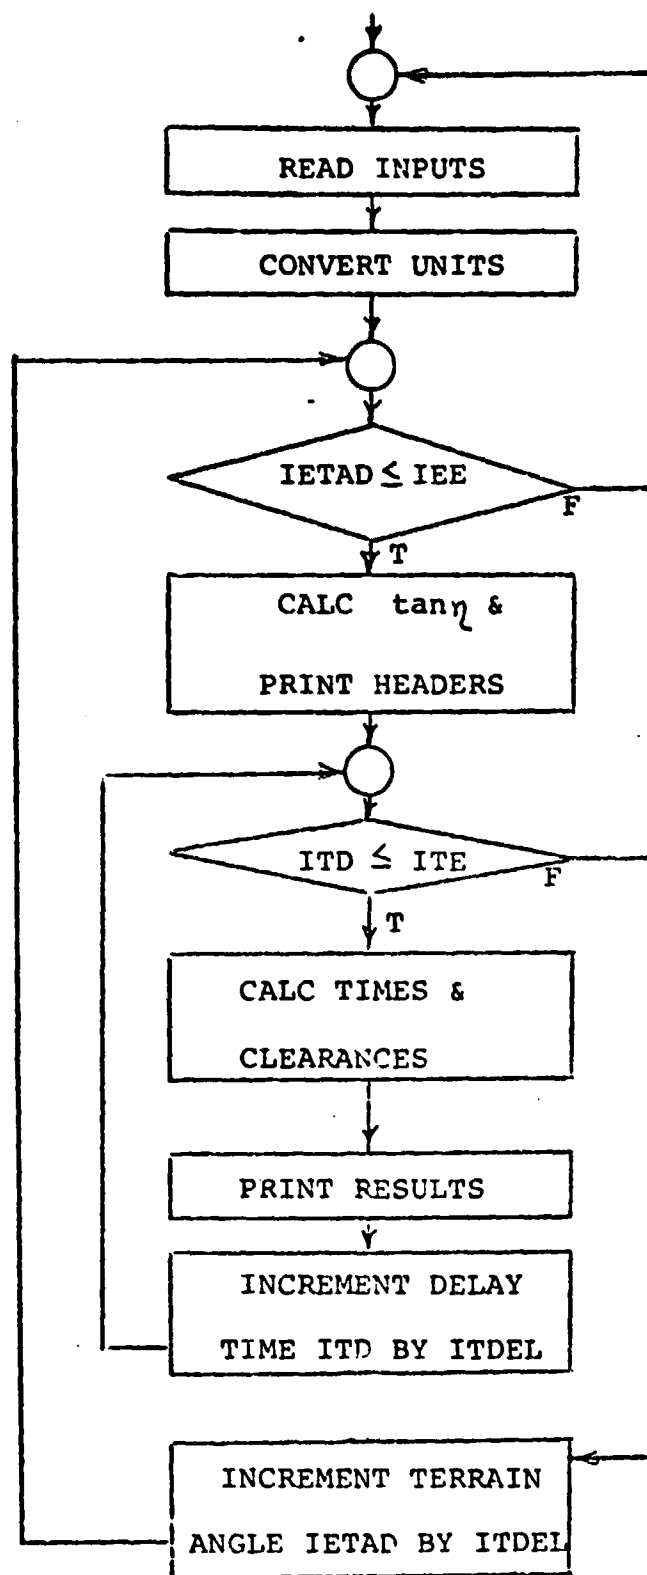 READ INPUTS
CONVERT UNITS
IETAD ≤ IEE
F
T
CALC tanη &
PRINT HEADERS
ITD ≤ ITE
F
T
CALC TIMES &
CLEARANCES
PRINT RESULTS
INCREMENT DELAY
TIME ITD BY ITDEL
INCREMENT TERRAIN
ANGLE IETAD BY ITDEL